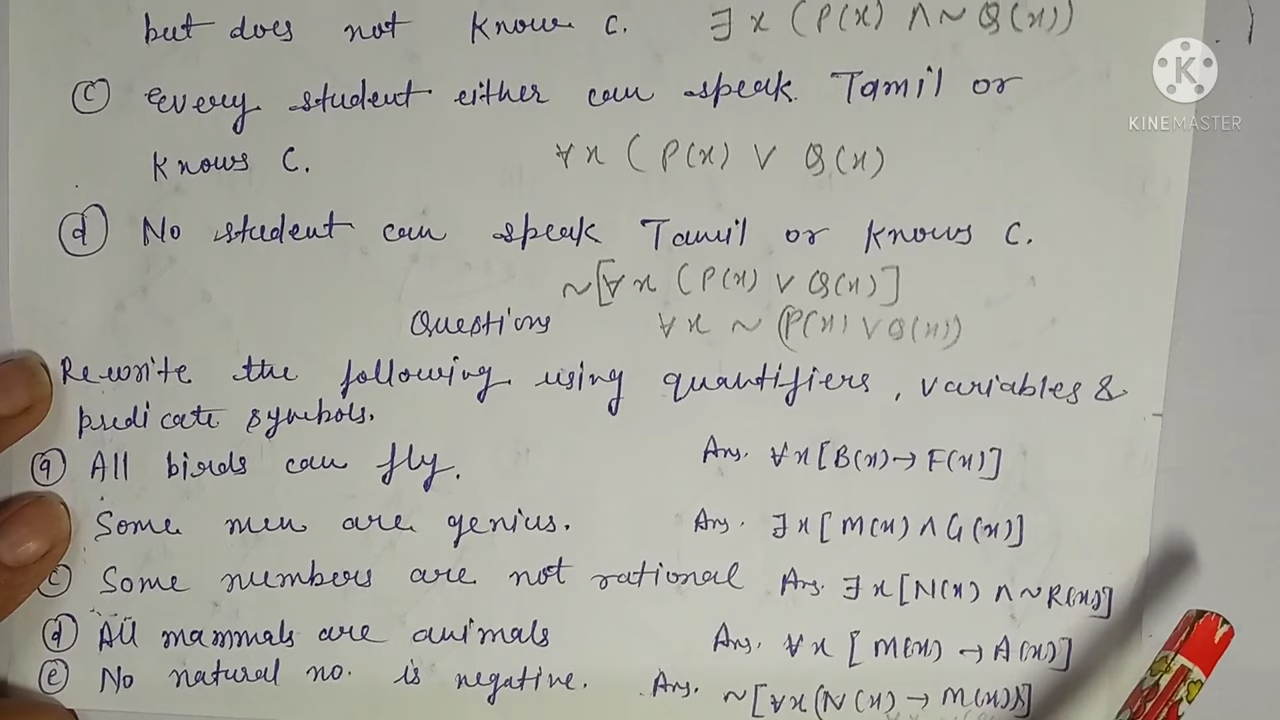 but does not know C. ∃x (P(x) ∧ ~Q(x))
K
KINEMASTER
(c) every student either can speak Tamil or
knows C. ∀x (P(x) ∨ Q(x)
(d) No student can speak Tamil or knows C.
~[∀x (P(x) ∨ Q(x)]
Questions ∀x ~ (P(x) ∨ Q(x))
Rewrite the following using quantifiers, variables &
predicate symbols.
(a) All birds can fly. Ans. ∀x[B(x) → F(x)]
Some men are genius. Ans. ∃x[M(x) ∧ G(x)]
(c) Some numbers are not rational Ans. ∃x[N(x) ∧ ~R(x)]
(d) All mammals are animals Ans. ∀x [M(x) → A(x)]
(e) No natural no. is negative. Ans. ~[∀x(N(x) → M(x))]